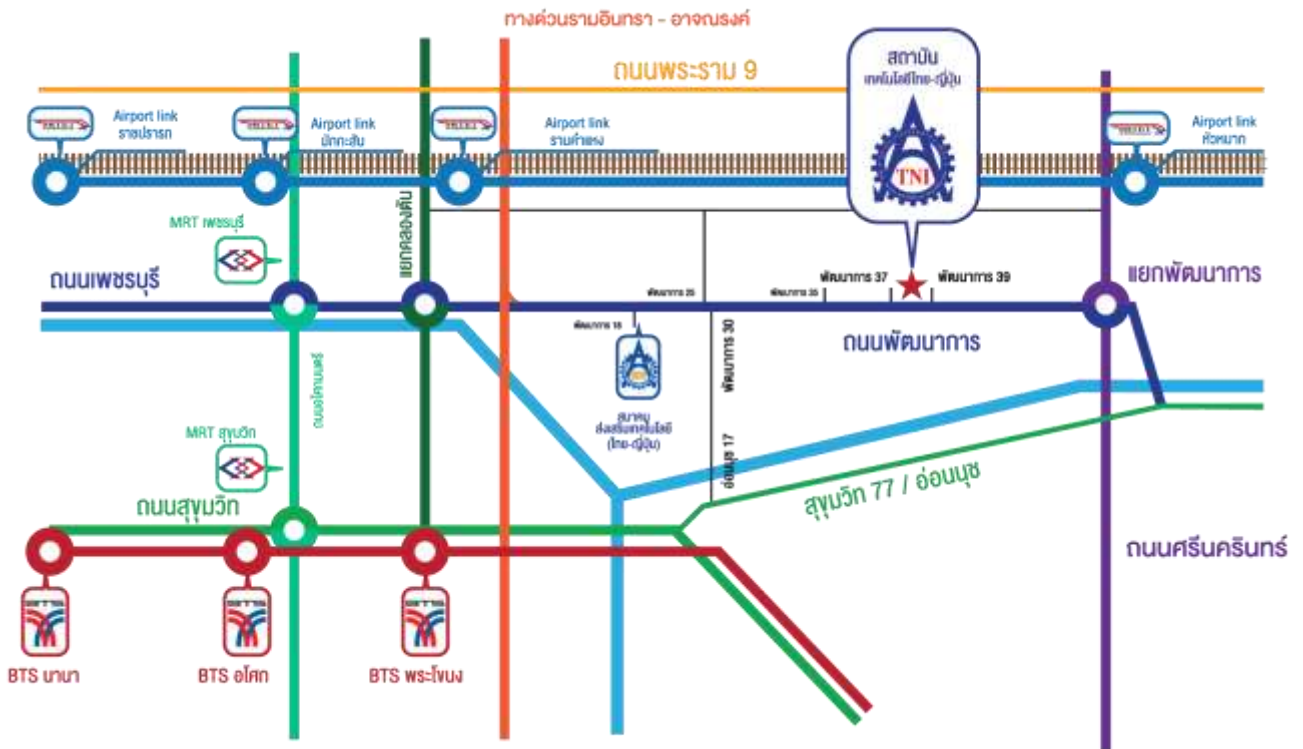 ทางด่วนรามอินทรา - อาจณรงค์
ถนนพระราม 9
สถาบัน
เทคโนโลยีไทย-ญี่ปุ่น
TNI
Airport link
ราชปรารภ
Airport link
มักกะสัน
Airport link
รามคำแหง
Airport link
หัวหมาก
MRT เพชรบุรี
แยกคลองตัน
ถนนเพชรบุรี
พัฒนาการ 25
พัฒนาการ 35
พัฒนาการ 37
พัฒนาการ 39
แยกพัฒนาการ
พัฒนาการ 18
พัฒนาการ 30
ถนนพัฒนาการ
ถนนอโศกมนตรี
สมาคม
ส่งเสริมเทคโนโลยี
(ไทย-ญี่ปุ่น)
MRT สุขุมวิท
อ่อนนุช 17
สุขุมวิท 77 / อ่อนนุช
ถนนสุขุมวิท
ถนนศรีนครินทร์
BTS นานา
BTS อโศก
BTS พระโขนง